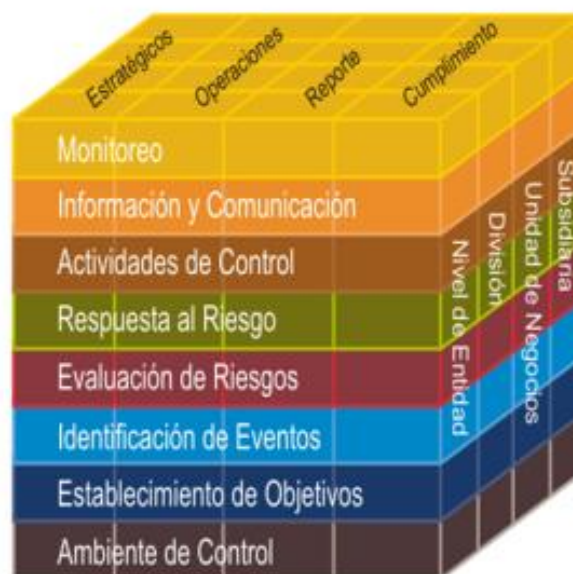 Estratégicos
Operaciones
Reporte
Cumplimiento
Monitoreo
Información y Comunicación
Actividades de Control
Respuesta al Riesgo
Evaluación de Riesgos
Identificación de Eventos
Establecimiento de Objetivos
Ambiente de Control
Nivel de Entidad
División
Unidad de Negocios
Subsidiaria